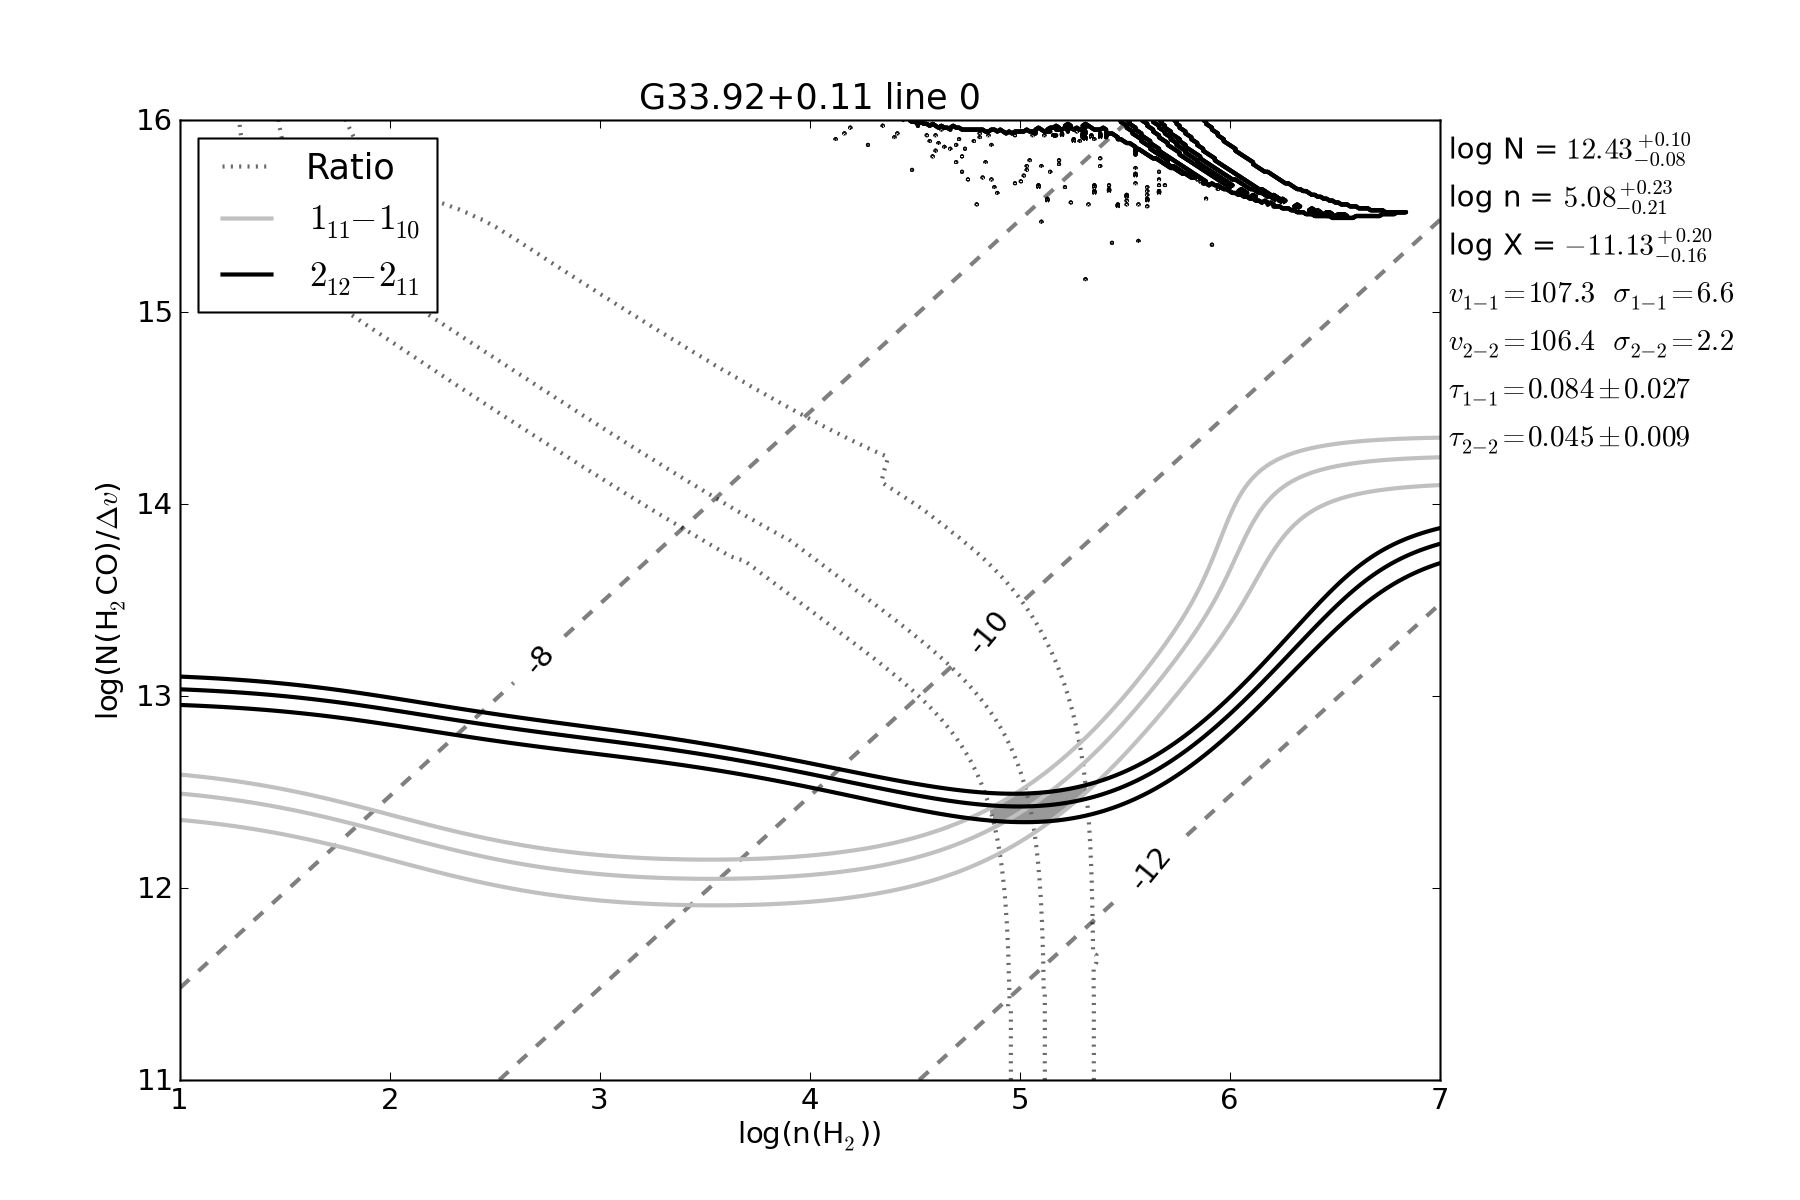 G33.92+0.11 line 0
16
15
14
13
12
11
log(N(H₂CO)/Δv)
Ratio
1₁₁−1₁₀
2₁₂−2₁₁
-8
-10
-12
1 2 3 4 5 6 7
log(n(H₂))
log N = 12.43 +0.10 −0.08
log n = 5.08 +0.23 −0.21
log X = −11.13 +0.20 −0.16
v₁₋₁=107.3 σ₁₋₁=6.6
v₂₋₂=106.4 σ₂₋₂=2.2
τ₁₋₁=0.084±0.027
τ₂₋₂=0.045±0.009